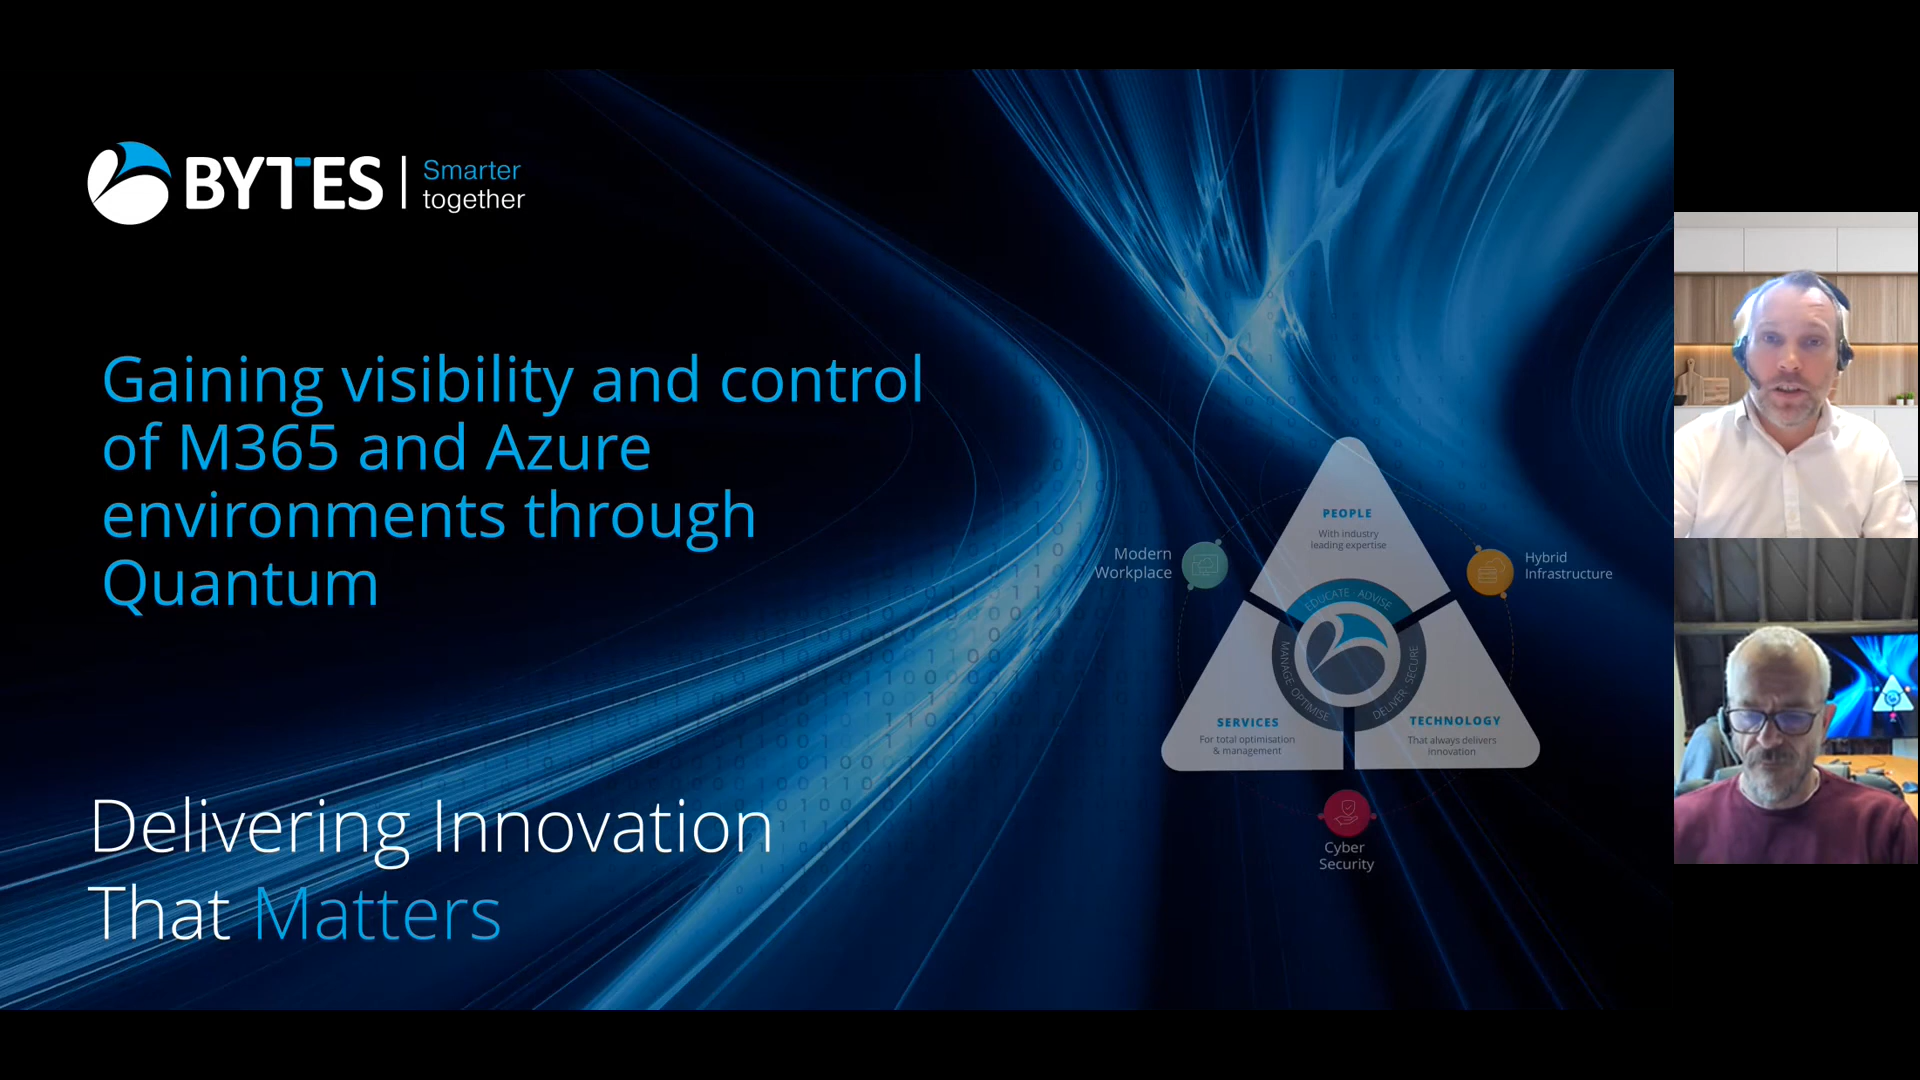 BYTES
Smarter
together
Gaining visibility and control
of M365 and Azure
environments through
Quantum
Delivering Innovation
That Matters
PEOPLE
With industry
leading expertise
Modern
Workplace
Hybrid
Infrastructure
EDUCATE · ADVISE
MANAGE · OPTIMISE
DELIVER · SECURE
SERVICES
For total optimisation
& management
TECHNOLOGY
That always delivers
innovation
Cyber
Security